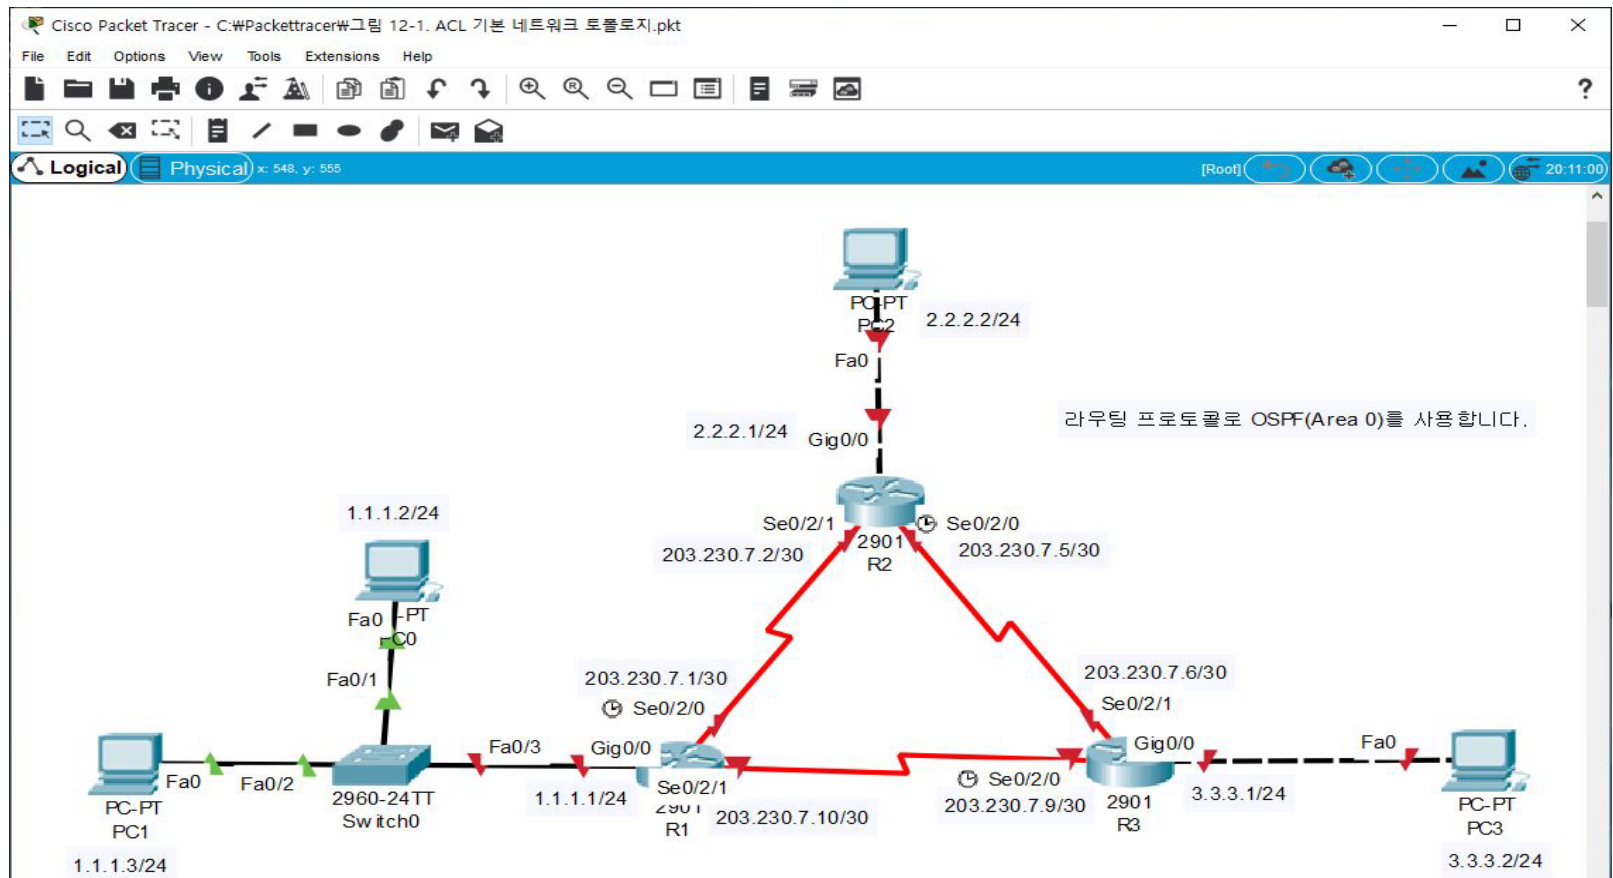 Cisco Packet Tracer - C:₩Packettracer₩그림 12-1. ACL 기본 네트워크 토폴로지.pkt
File Edit Options View Tools Extensions Help
Logical Physical x: 548, y: 555 [Root] 20:11:00
PC-PT
PC2
2.2.2.2/24
Fa0
라우팅 프로토콜로 OSPF(Area 0)를 사용합니다.
2.2.2.1/24
Gig0/0
1.1.1.2/24
Se0/2/1
Se0/2/0
203.230.7.2/30
2901
R2
203.230.7.5/30
Fa0
-PT
PC0
Fa0/1
203.230.7.1/30
Se0/2/0
203.230.7.6/30
Se0/2/1
Fa0
Fa0/2
Fa0/3
Gig0/0
Gig0/0
Fa0
PC-PT
PC1
1.1.1.3/24
2960-24TT
Switch0
1.1.1.1/24
Se0/2/1
2901
R1
203.230.7.10/30
Se0/2/0
203.230.7.9/30
2901
R3
3.3.3.1/24
PC-PT
PC3
3.3.3.2/24